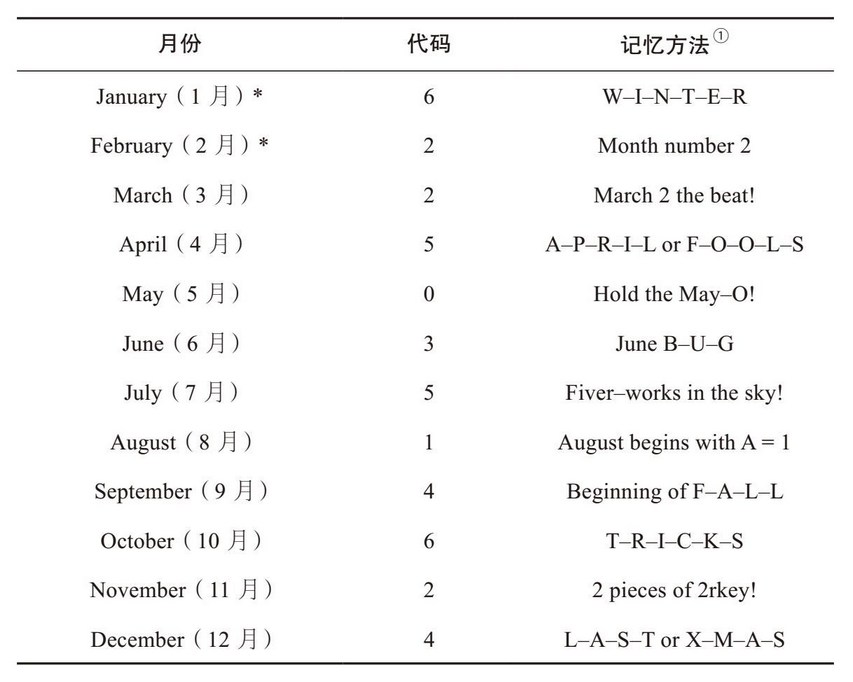 月份 代码 记忆方法①
January（1 月）* 6 W–I–N–T–E–R
February（2 月）* 2 Month number 2
March（3 月） 2 March 2 the beat!
April（4 月） 5 A–P–R–I–L or F–O–O–L–S
May（5 月） 0 Hold the May–O!
June（6 月） 3 June B–U–G
July（7 月） 5 Fiver–works in the sky!
August（8 月） 1 August begins with A = 1
September（9 月） 4 Beginning of F–A–L–L
October（10 月） 6 T–R–I–C–K–S
November（11 月） 2 2 pieces of 2rkey!
December（12 月） 4 L–A–S–T or X–M–A–S